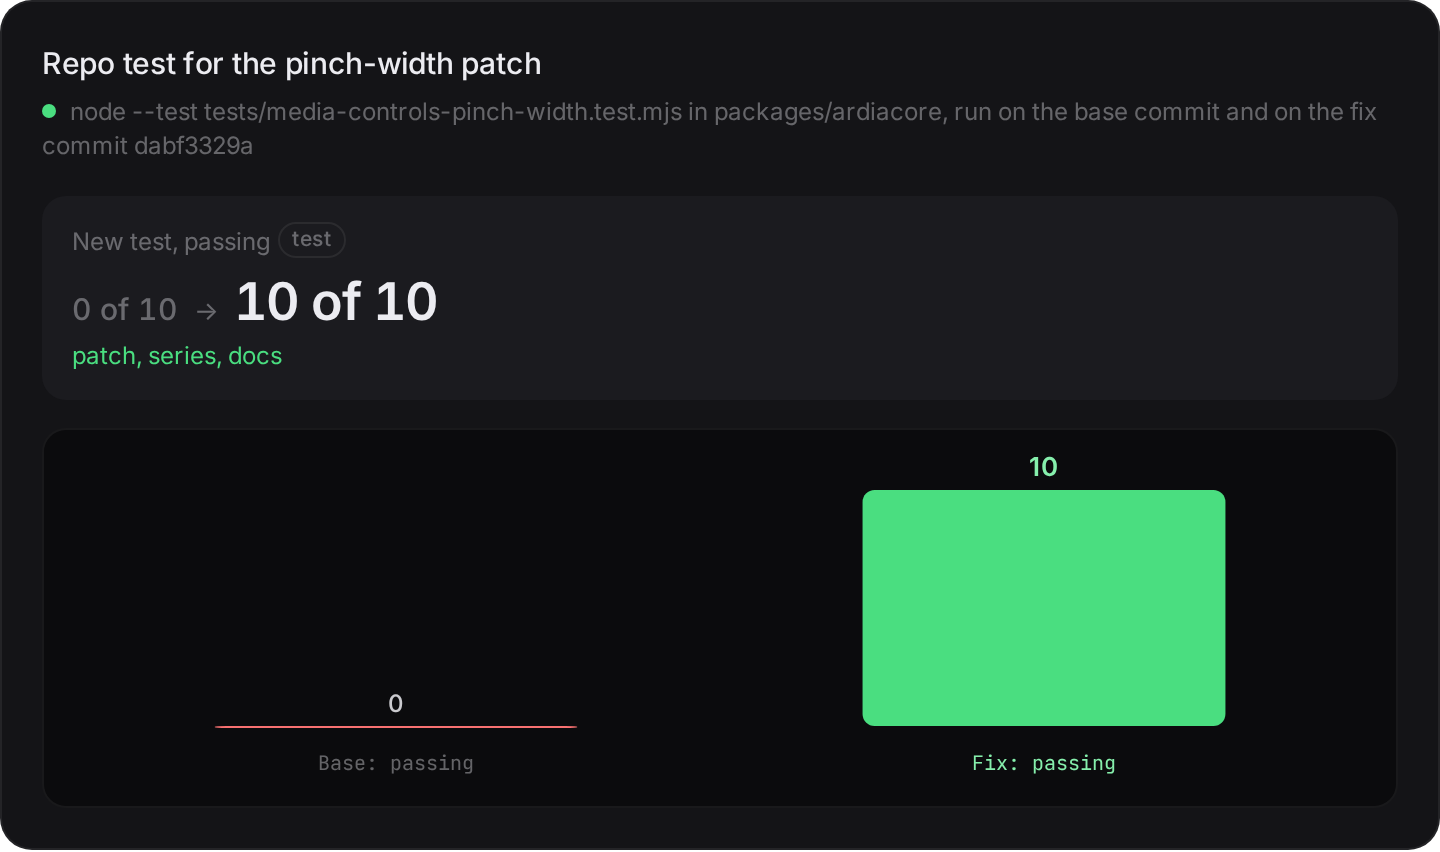 Repo test for the pinch-width patch
node --test tests/media-controls-pinch-width.test.mjs in packages/ardiacore, run on the base commit and on the fix
commit dabf3329a
New test, passing test
0 of 10 → 10 of 10
patch, series, docs
10
0
Base: passing
Fix: passing